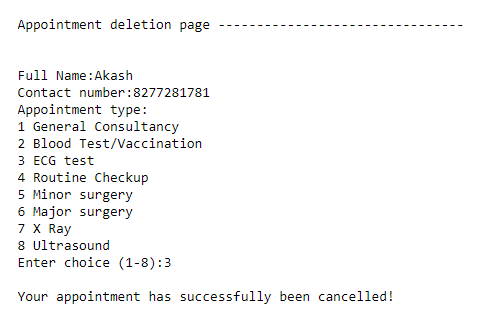 Appointment deletion page -------------------------------
Full Name:Akash
Contact number:8277281781
Appointment type:
1 General Consultancy
2 Blood Test/Vaccination
3 ECG test
4 Routine Checkup
5 Minor surgery
6 Major surgery
7 X Ray
8 Ultrasound
Enter choice (1-8):3
Your appointment has successfully been cancelled!